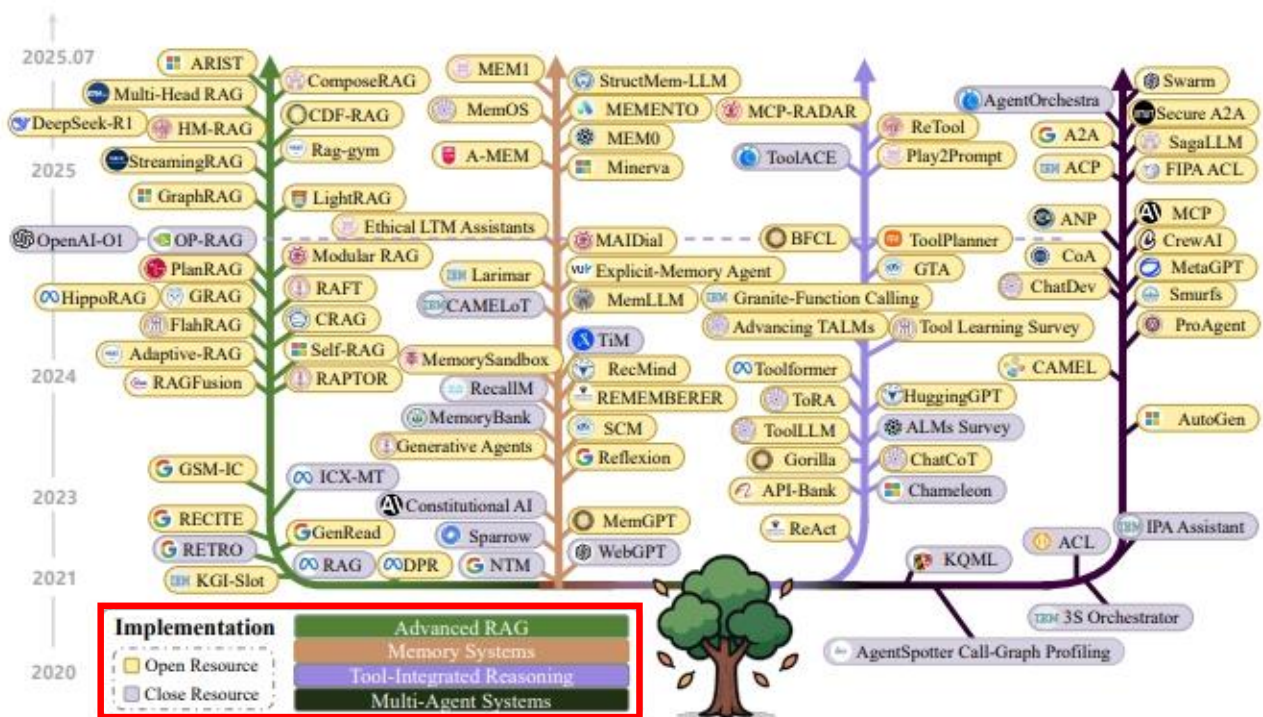 2025.07
ARIST
ComposeRAG
MEM1
StructMem-LLM
Swarm
Multi-Head RAG
CDF-RAG
MemOS
MEMENTO
MCP-RADAR
AgentOrchestra
Secure A2A
DeepSeek-R1
HM-RAG
Rag-gym
A-MEM
MEM0
ReTool
A2A
SagaLLM
StreamingRAG
Minerva
ToolACE
Play2Prompt
ACP
FIPA ACL
2025
GraphRAG
LightRAG
Ethical LTM Assistants
ANP
MCP
OpenAI-O1
OP-RAG
MAIDial
BFCL
ToolPlanner
CrewAI
PlanRAG
Modular RAG
Larimar
Explicit-Memory Agent
GTA
CoA
MetaGPT
HippoRAG
GRAG
RAFT
CAMELoT
MemLLM
IBM Granite-Function Calling
ChatDev
Smurfs
FlahRAG
CRAG
Advancing TALMs
Tool Learning Survey
ProAgent
Adaptive-RAG
Self-RAG
MemorySandbox
TiM
2024
RAGFusion
RAPTOR
RecallM
RecMind
Toolformer
CAMEL
MemoryBank
REMEMBERER
ToRA
HuggingGPT
AutoGen
Generative Agents
SCM
ToolLLM
ALMs Survey
GSM-IC
ICX-MT
Reflexion
Gorilla
ChatCoT
2023
Constitutional AI
API-Bank
Chameleon
RECITE
GenRead
Sparrow
MemGPT
ReAct
IBM IPA Assistant
RETRO
RAG
DPR
NTM
WebGPT
KQML
ACL
2021
IBM KGI-Slot
IBM 3S Orchestrator
AgentSpotter Call-Graph Profiling
2020
Implementation
Open Resource
Close Resource
Advanced RAG
Memory Systems
Tool-Integrated Reasoning
Multi-Agent Systems